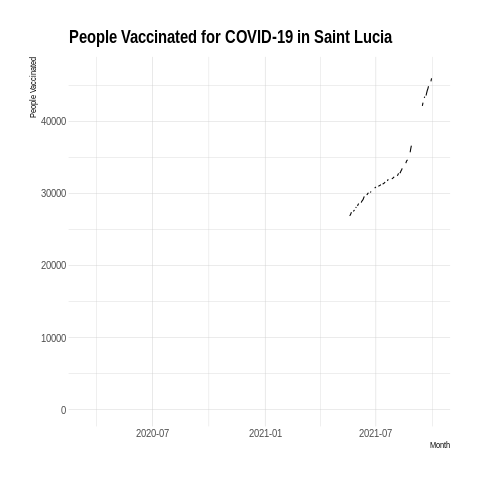 People Vaccinated for COVID-19 in Saint Lucia
People Vaccinated
40000
30000
20000
10000
0
2020-07 2021-01 2021-07
Month